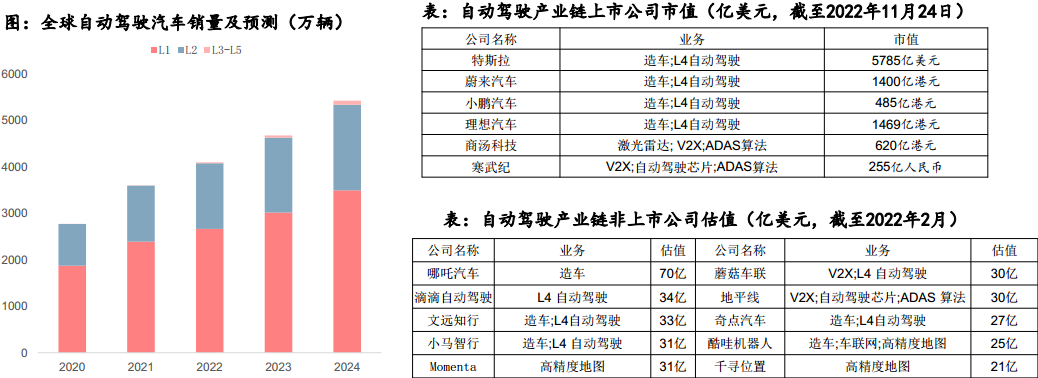 图：全球自动驾驶汽车销量及预测（万辆）
L1 L2 L3-L5
6000
5000
4000
3000
2000
1000
0
2020 2021 2022 2023 2024
表：自动驾驶产业链上市公司市值（亿美元，截至2022年11月24日）
公司名称 业务 市值
特斯拉 造车;L4自动驾驶 5785亿美元
蔚来汽车 造车;L4自动驾驶 1400亿港元
小鹏汽车 造车;L4自动驾驶 485亿港元
理想汽车 造车;L4自动驾驶 1469亿港元
商汤科技 激光雷达; V2X;ADAS算法 620亿港元
寒武纪 V2X;自动驾驶芯片;ADAS算法 255亿人民币
表：自动驾驶产业链非上市公司估值（亿美元，截至2022年2月）
公司名称 业务 估值 公司名称 业务 估值
哪吒汽车 造车 70亿 蘑菇车联 V2X;L4 自动驾驶 30亿
滴滴自动驾驶 L4 自动驾驶 34亿 地平线 V2X;自动驾驶芯片;ADAS 算法 30亿
文远知行 造车;L4自动驾驶 33亿 奇点汽车 造车;L4自动驾驶 27亿
小马智行 造车;L4 自动驾驶 31亿 酷哇机器人 造车;车联网;高精度地图 25亿
Momenta 高精度地图 31亿 千寻位置 高精度地图 21亿